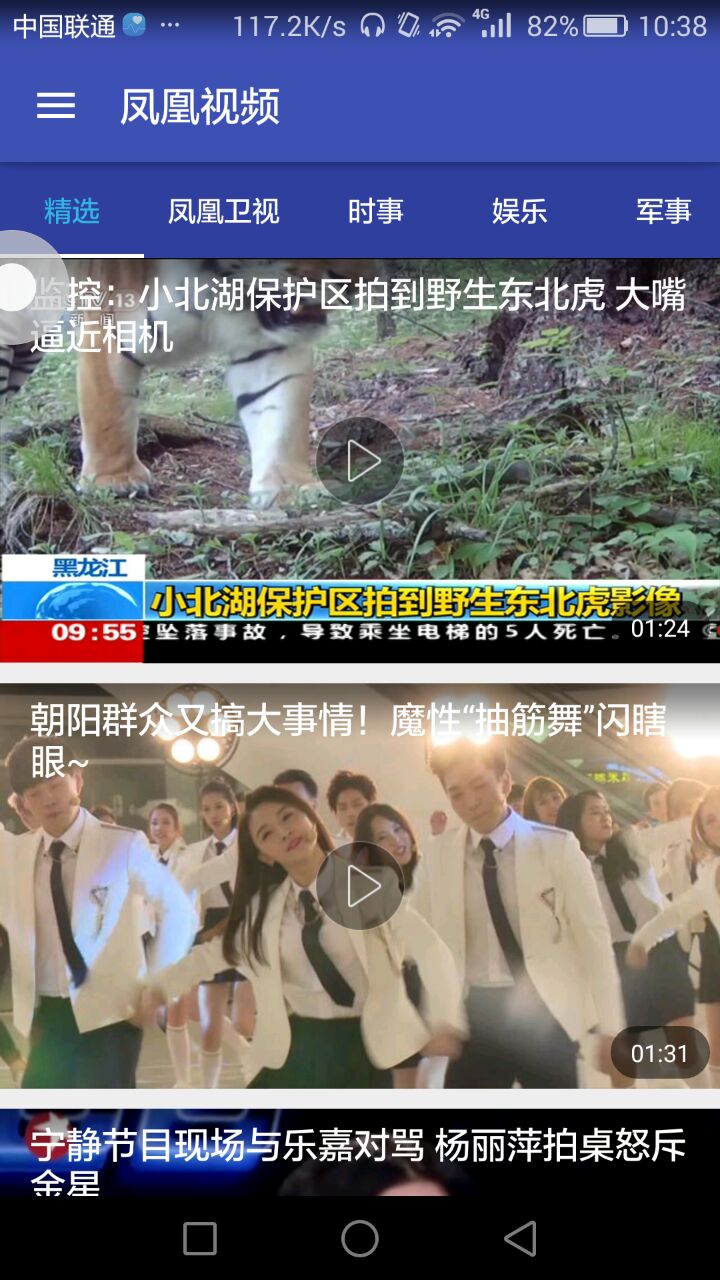 中国联通 ... 117.2K/s 4G 82% 10:38
凤凰视频
精选 凤凰卫视 时事 娱乐 军事
监控：小北湖保护区拍到野生东北虎 大嘴
逼近相机
13
新闻
黑龙江
小北湖保护区拍到野生东北虎影像
09:55 坠落事故，导致乘坐电梯的5人死亡。
01:24
朝阳群众又搞大事情！魔性“抽筋舞”闪瞎
眼~
01:31
宁静节目现场与乐嘉对骂 杨丽萍拍桌怒斥
金星